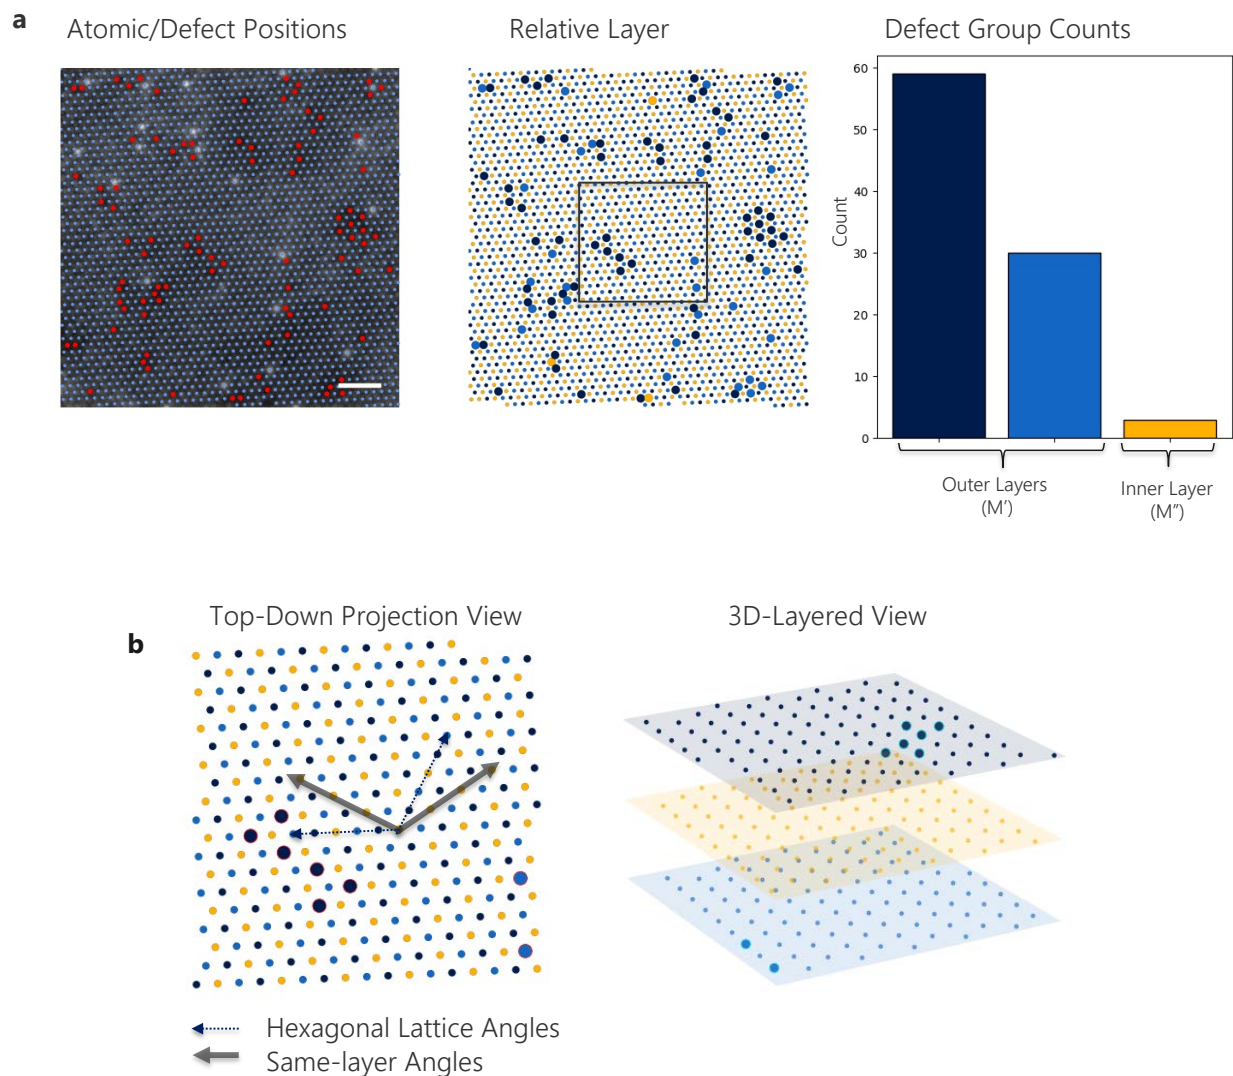 a
Atomic/Defect Positions
Relative Layer
Defect Group Counts
60
50
40
30
20
10
0
Count
Outer Layers
(M')
Inner Layer
(M")
b
Top-Down Projection View
3D-Layered View
Hexagonal Lattice Angles
Same-layer Angles